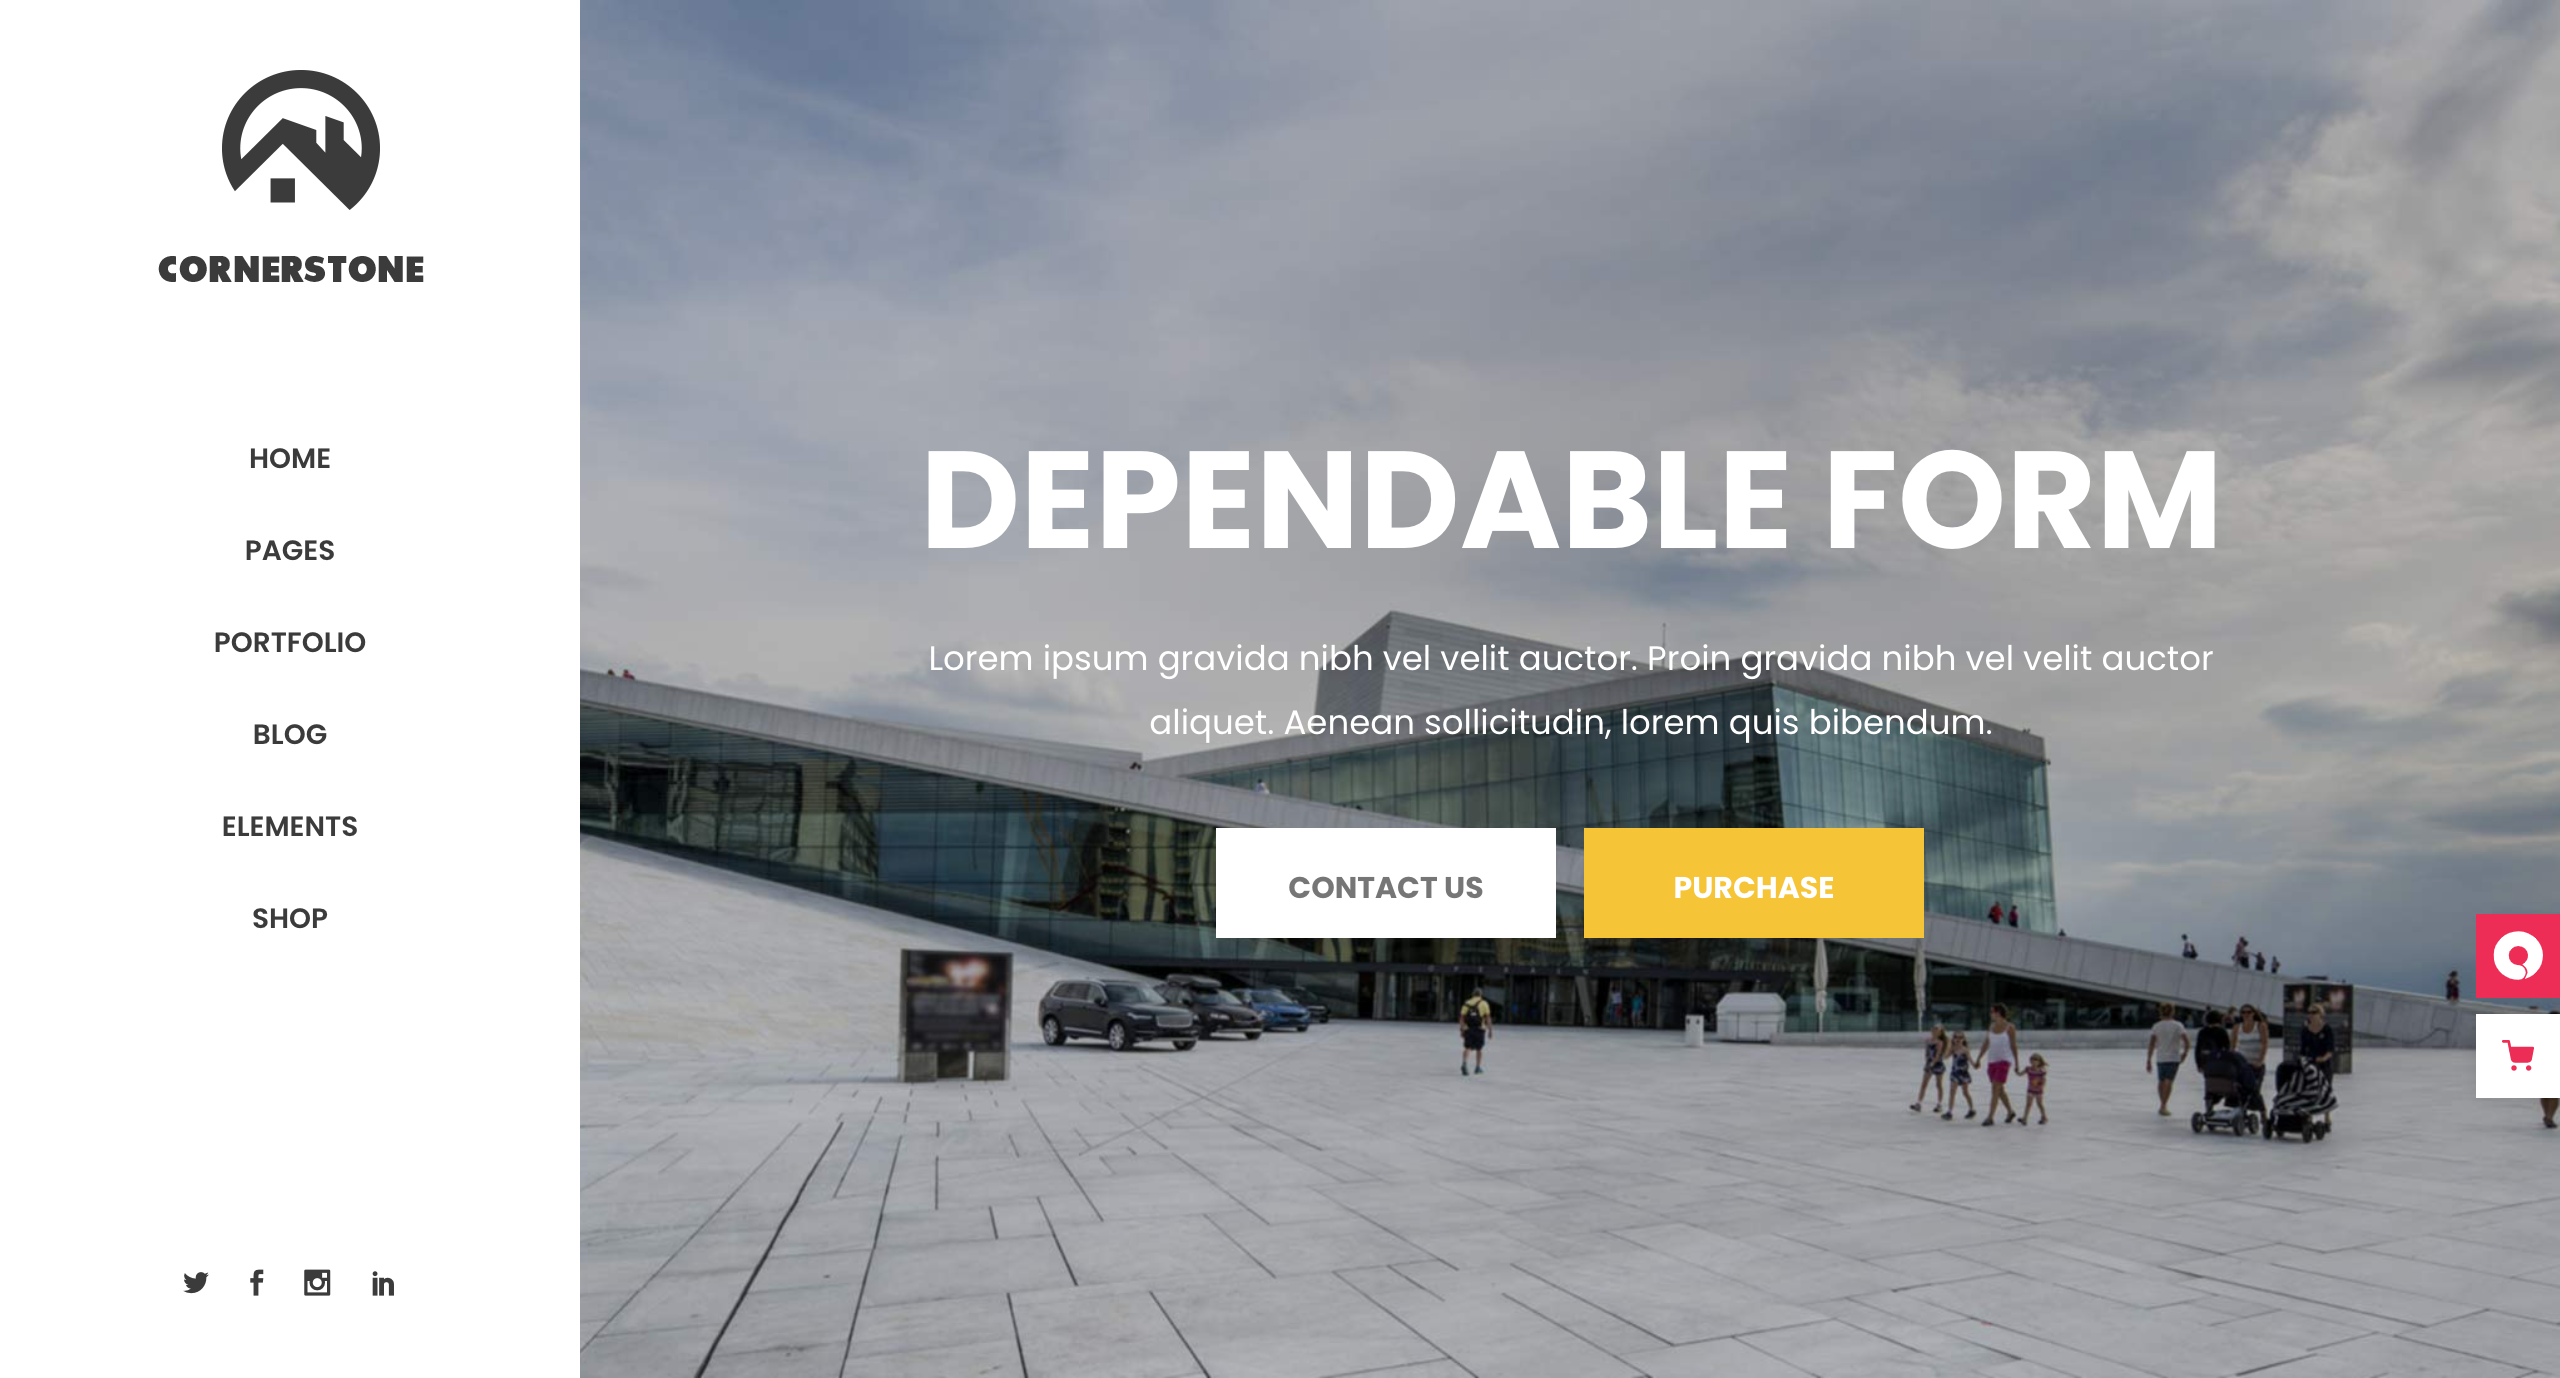 CORNERSTONE
HOME
PAGES
PORTFOLIO
BLOG
ELEMENTS
SHOP
DEPENDABLE FORM
Lorem ipsum gravida nibh vel velit auctor. Proin gravida nibh vel velit auctor
aliquet. Aenean sollicitudin, lorem quis bibendum.
CONTACT US
PURCHASE